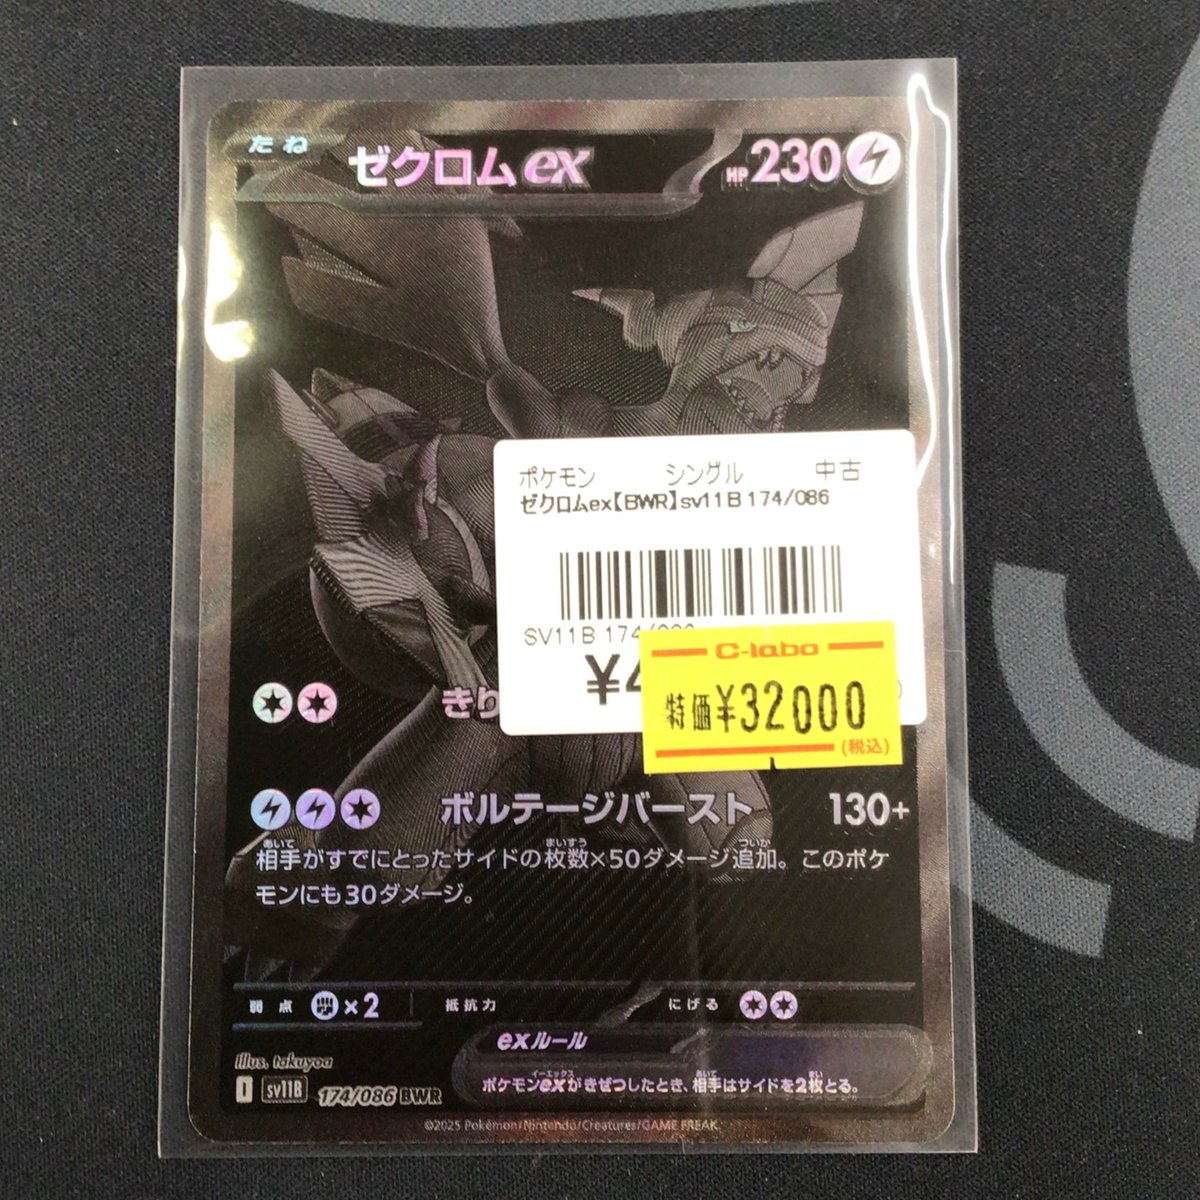 たね ゼクロムex HP230
ポケモン シングル 中古
ゼクロムex【BWR】sv11B 174/086
SV11B 174/086
C-labo
特価¥32000
(税込)
きり
ボルテージバースト 130+
相手がすでにとったサイドの枚数×50ダメージ追加。このポケ
モンにも30ダメージ。
弱点 ×2 抵抗力 にげる
exルール
ポケモンexがきぜつしたとき、相手はサイドを2枚とる。
illus. takuyoa
I sv11B 174/086 BWR
©2025 Pokémon/Nintendo/Creatures/GAME FREAK.